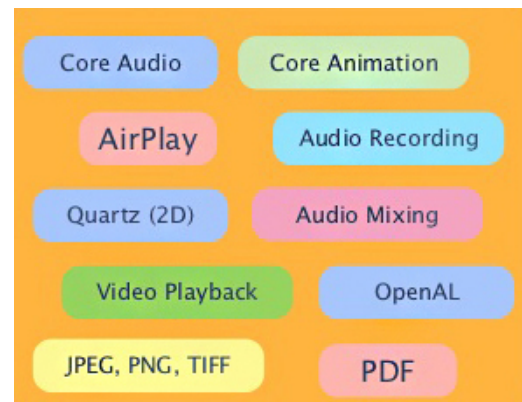 Core Audio
Core Animation
AirPlay
Audio Recording
Quartz (2D)
Audio Mixing
Video Playback
OpenAL
JPEG, PNG, TIFF
PDF